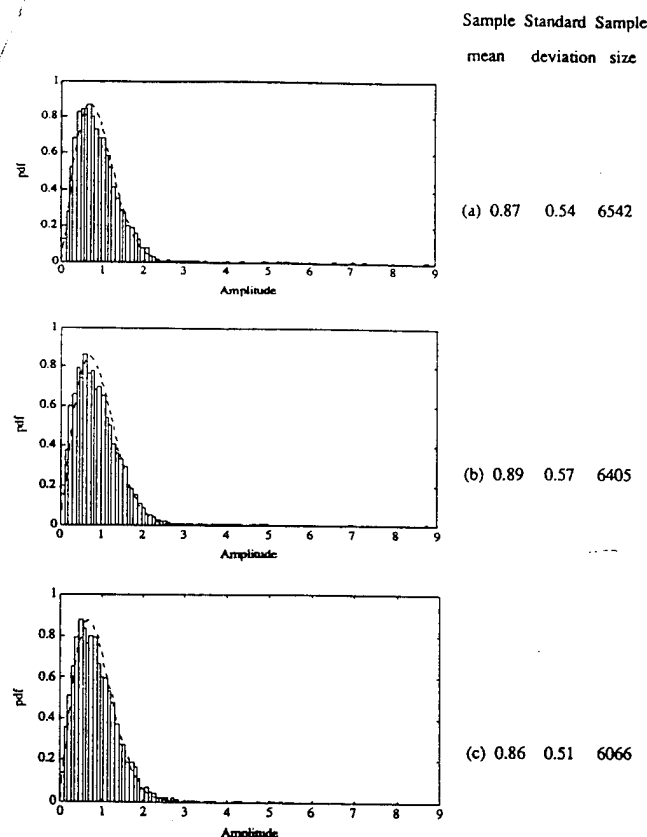 Sample Standard Sample
mean deviation size
1
0.8
0.6
0.4
0.2
0
pdf
0 1 2 3 4 5 6 7 8 9
Amplitude
(a) 0.87 0.54 6542
1
0.8
0.6
0.4
0.2
0
pdf
0 1 2 3 4 5 6 7 8 9
Amplitude
(b) 0.89 0.57 6405
1
0.8
0.6
0.4
0.2
0
pdf
0 1 2 3 4 5 6 7 8 9
Amplitude
(c) 0.86 0.51 6066